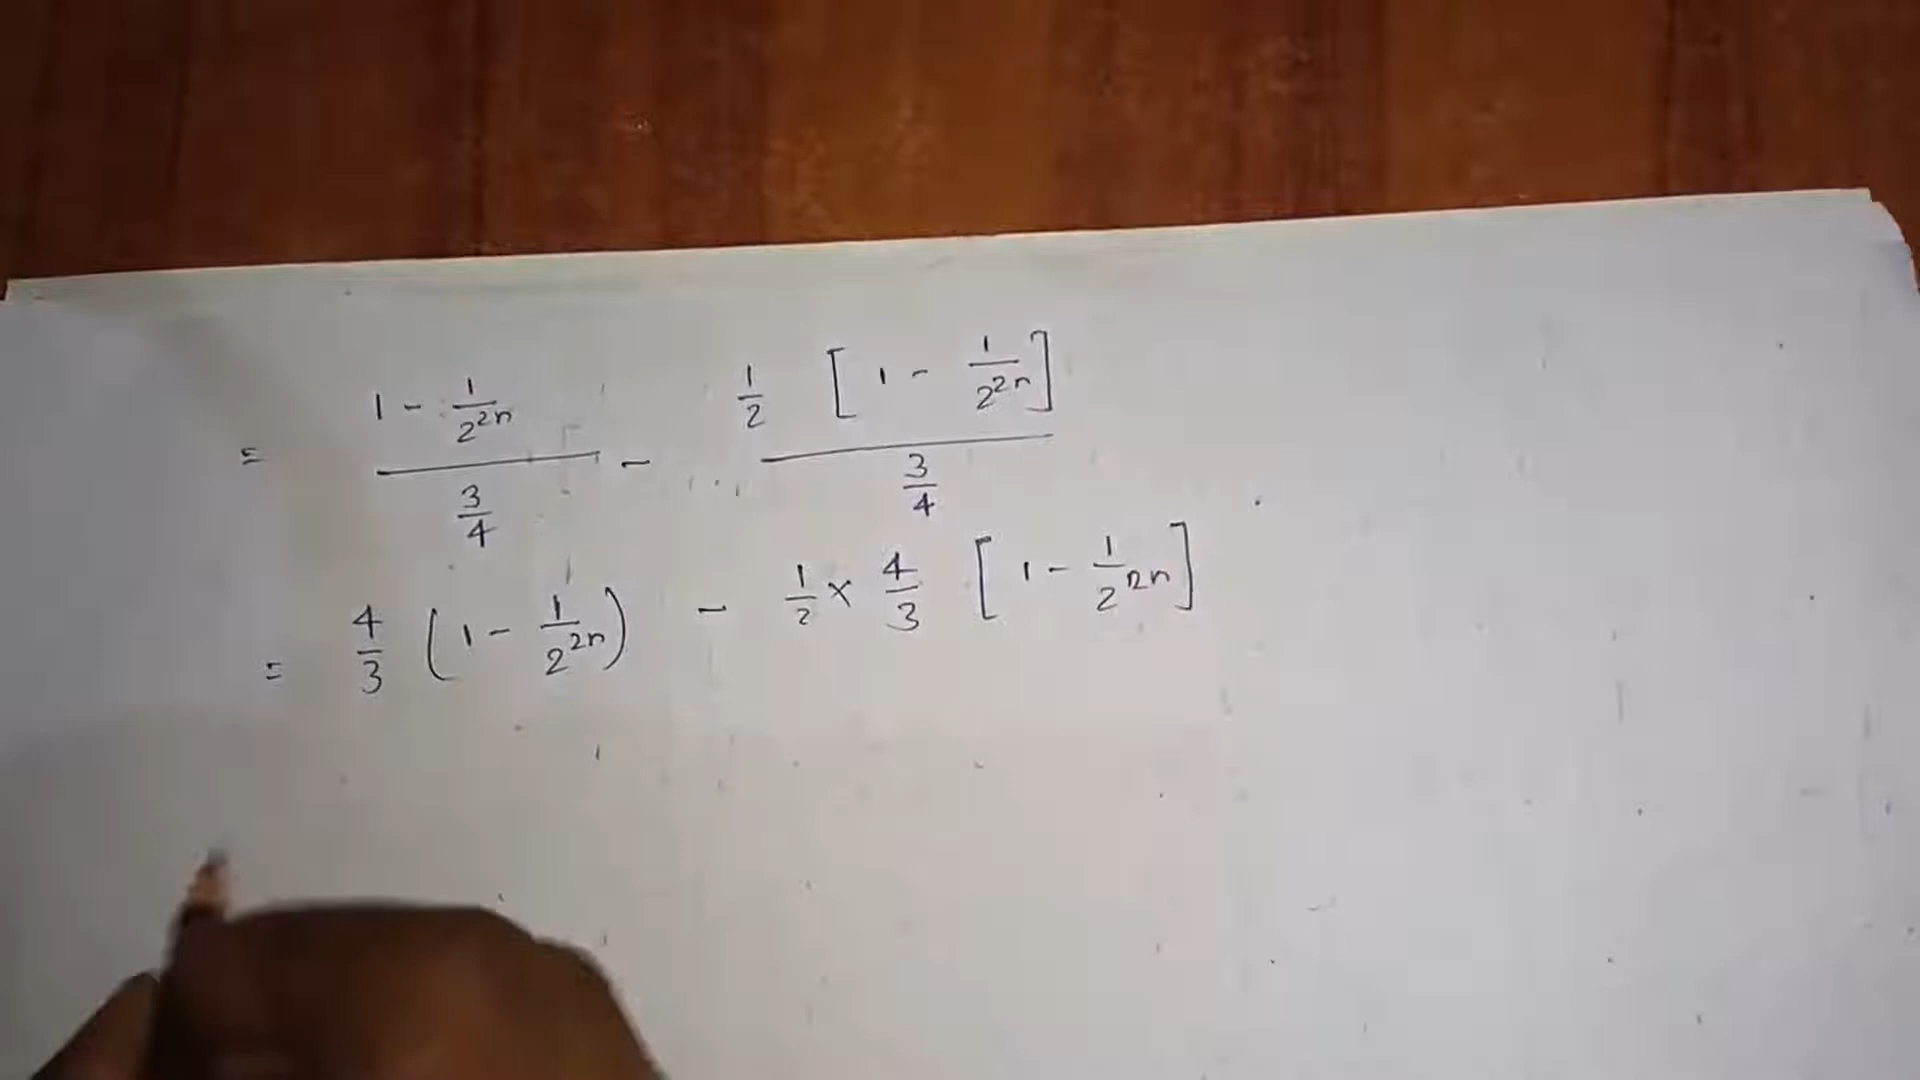 = (1 - 1/2^2n)/(3/4) - (1/2 [1 - 1/2^2n])/(3/4)
= 4/3 (1 - 1/2^2n) - 1/2 × 4/3 [1 - 1/2^2n]